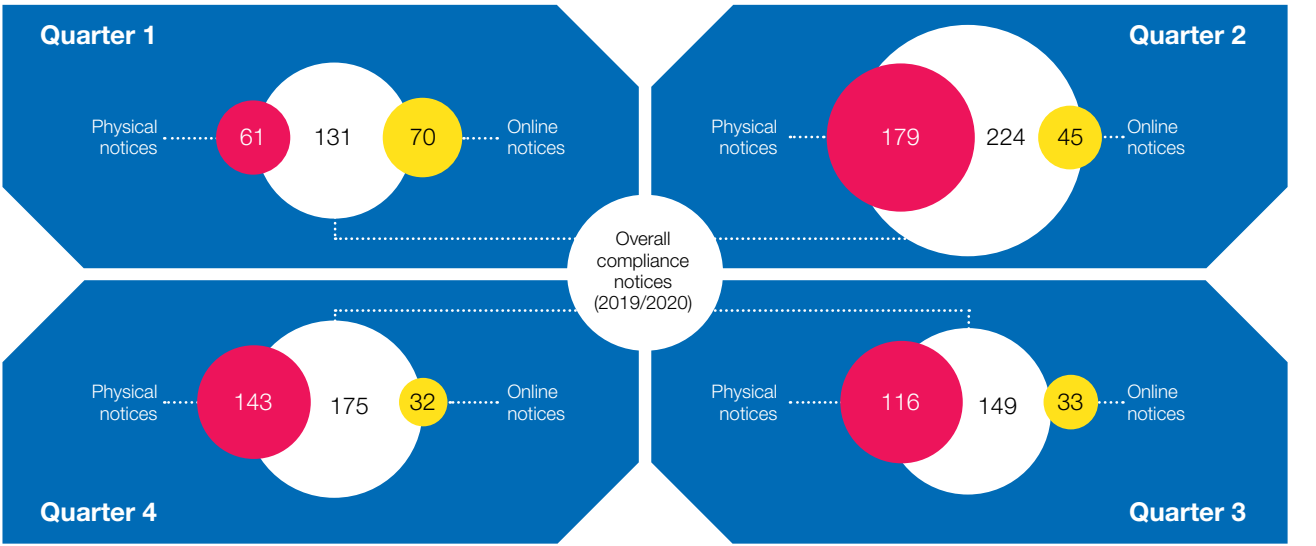 Quarter 1
Physical
notices
61
131
70
Online
notices
Quarter 2
Physical
notices
179
224
45
Online
notices
Overall
compliance
notices
(2019/2020)
Physical
notices
143
175
32
Online
notices
Quarter 4
Physical
notices
116
149
33
Online
notices
Quarter 3